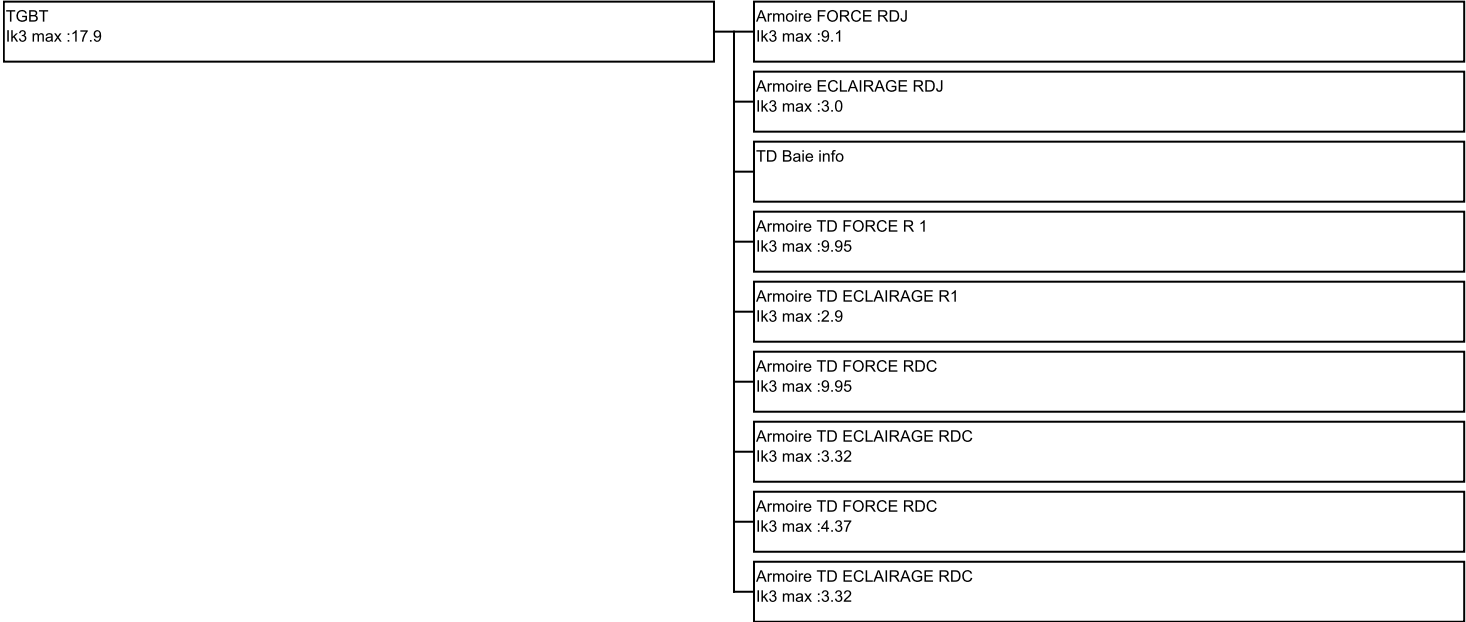 TGBT
Ik3 max :17.9
Armoire FORCE RDJ
Ik3 max :9.1
Armoire ECLAIRAGE RDJ
Ik3 max :3.0
TD Baie info
Armoire TD FORCE R 1
Ik3 max :9.95
Armoire TD ECLAIRAGE R1
Ik3 max :2.9
Armoire TD FORCE RDC
Ik3 max :9.95
Armoire TD ECLAIRAGE RDC
Ik3 max :3.32
Armoire TD FORCE RDC
Ik3 max :4.37
Armoire TD ECLAIRAGE RDC
Ik3 max :3.32